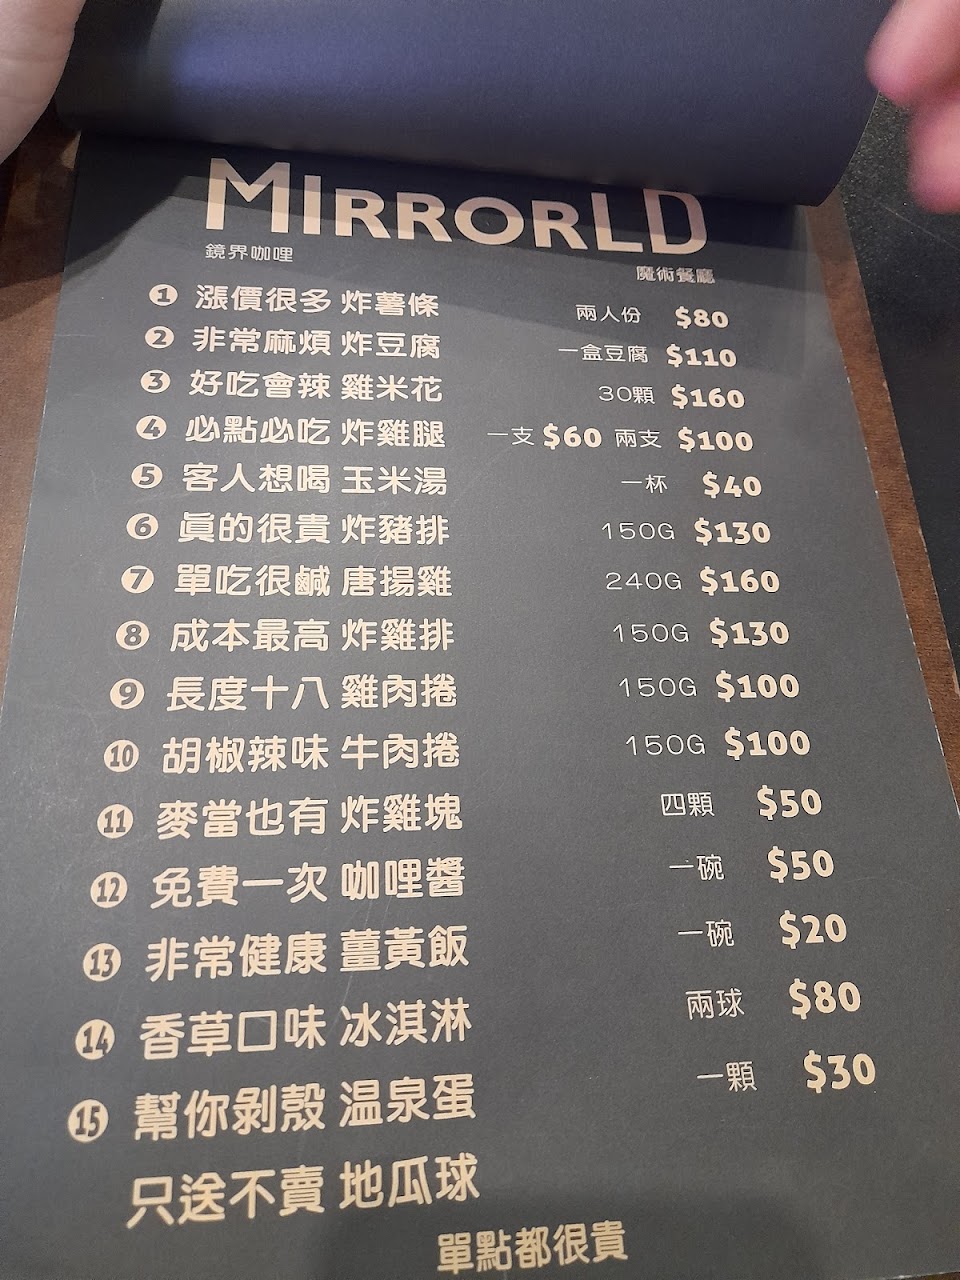 MIRRORLD
鏡界咖哩
魔術餐廳
1 漲價很多 炸薯條 兩人份 $80
2 非常麻煩 炸豆腐 一盒豆腐 $110
3 好吃會辣 雞米花 30顆 $160
4 必點必吃 炸雞腿 一支 $60 兩支 $100
5 客人想喝 玉米湯 一杯 $40
6 真的很貴 炸豬排 150G $130
7 單吃很鹹 唐揚雞 240G $160
8 成本最高 炸雞排 150G $130
9 長度十八 雞肉捲 150G $100
10 胡椒辣味 牛肉捲 150G $100
11 麥當也有 炸雞塊 四顆 $50
12 免費一次 咖哩醬 一碗 $50
13 非常健康 薑黃飯 一碗 $20
14 香草口味 冰淇淋 兩球 $80
15 幫你剝殼 温泉蛋 一顆 $30
只送不賣 地瓜球
單點都很貴